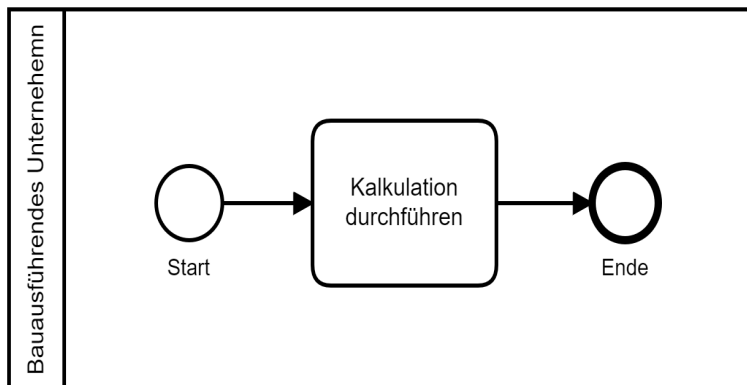 Bauausführendes Unternehemn
Kalkulation
durchführen
Start
Ende